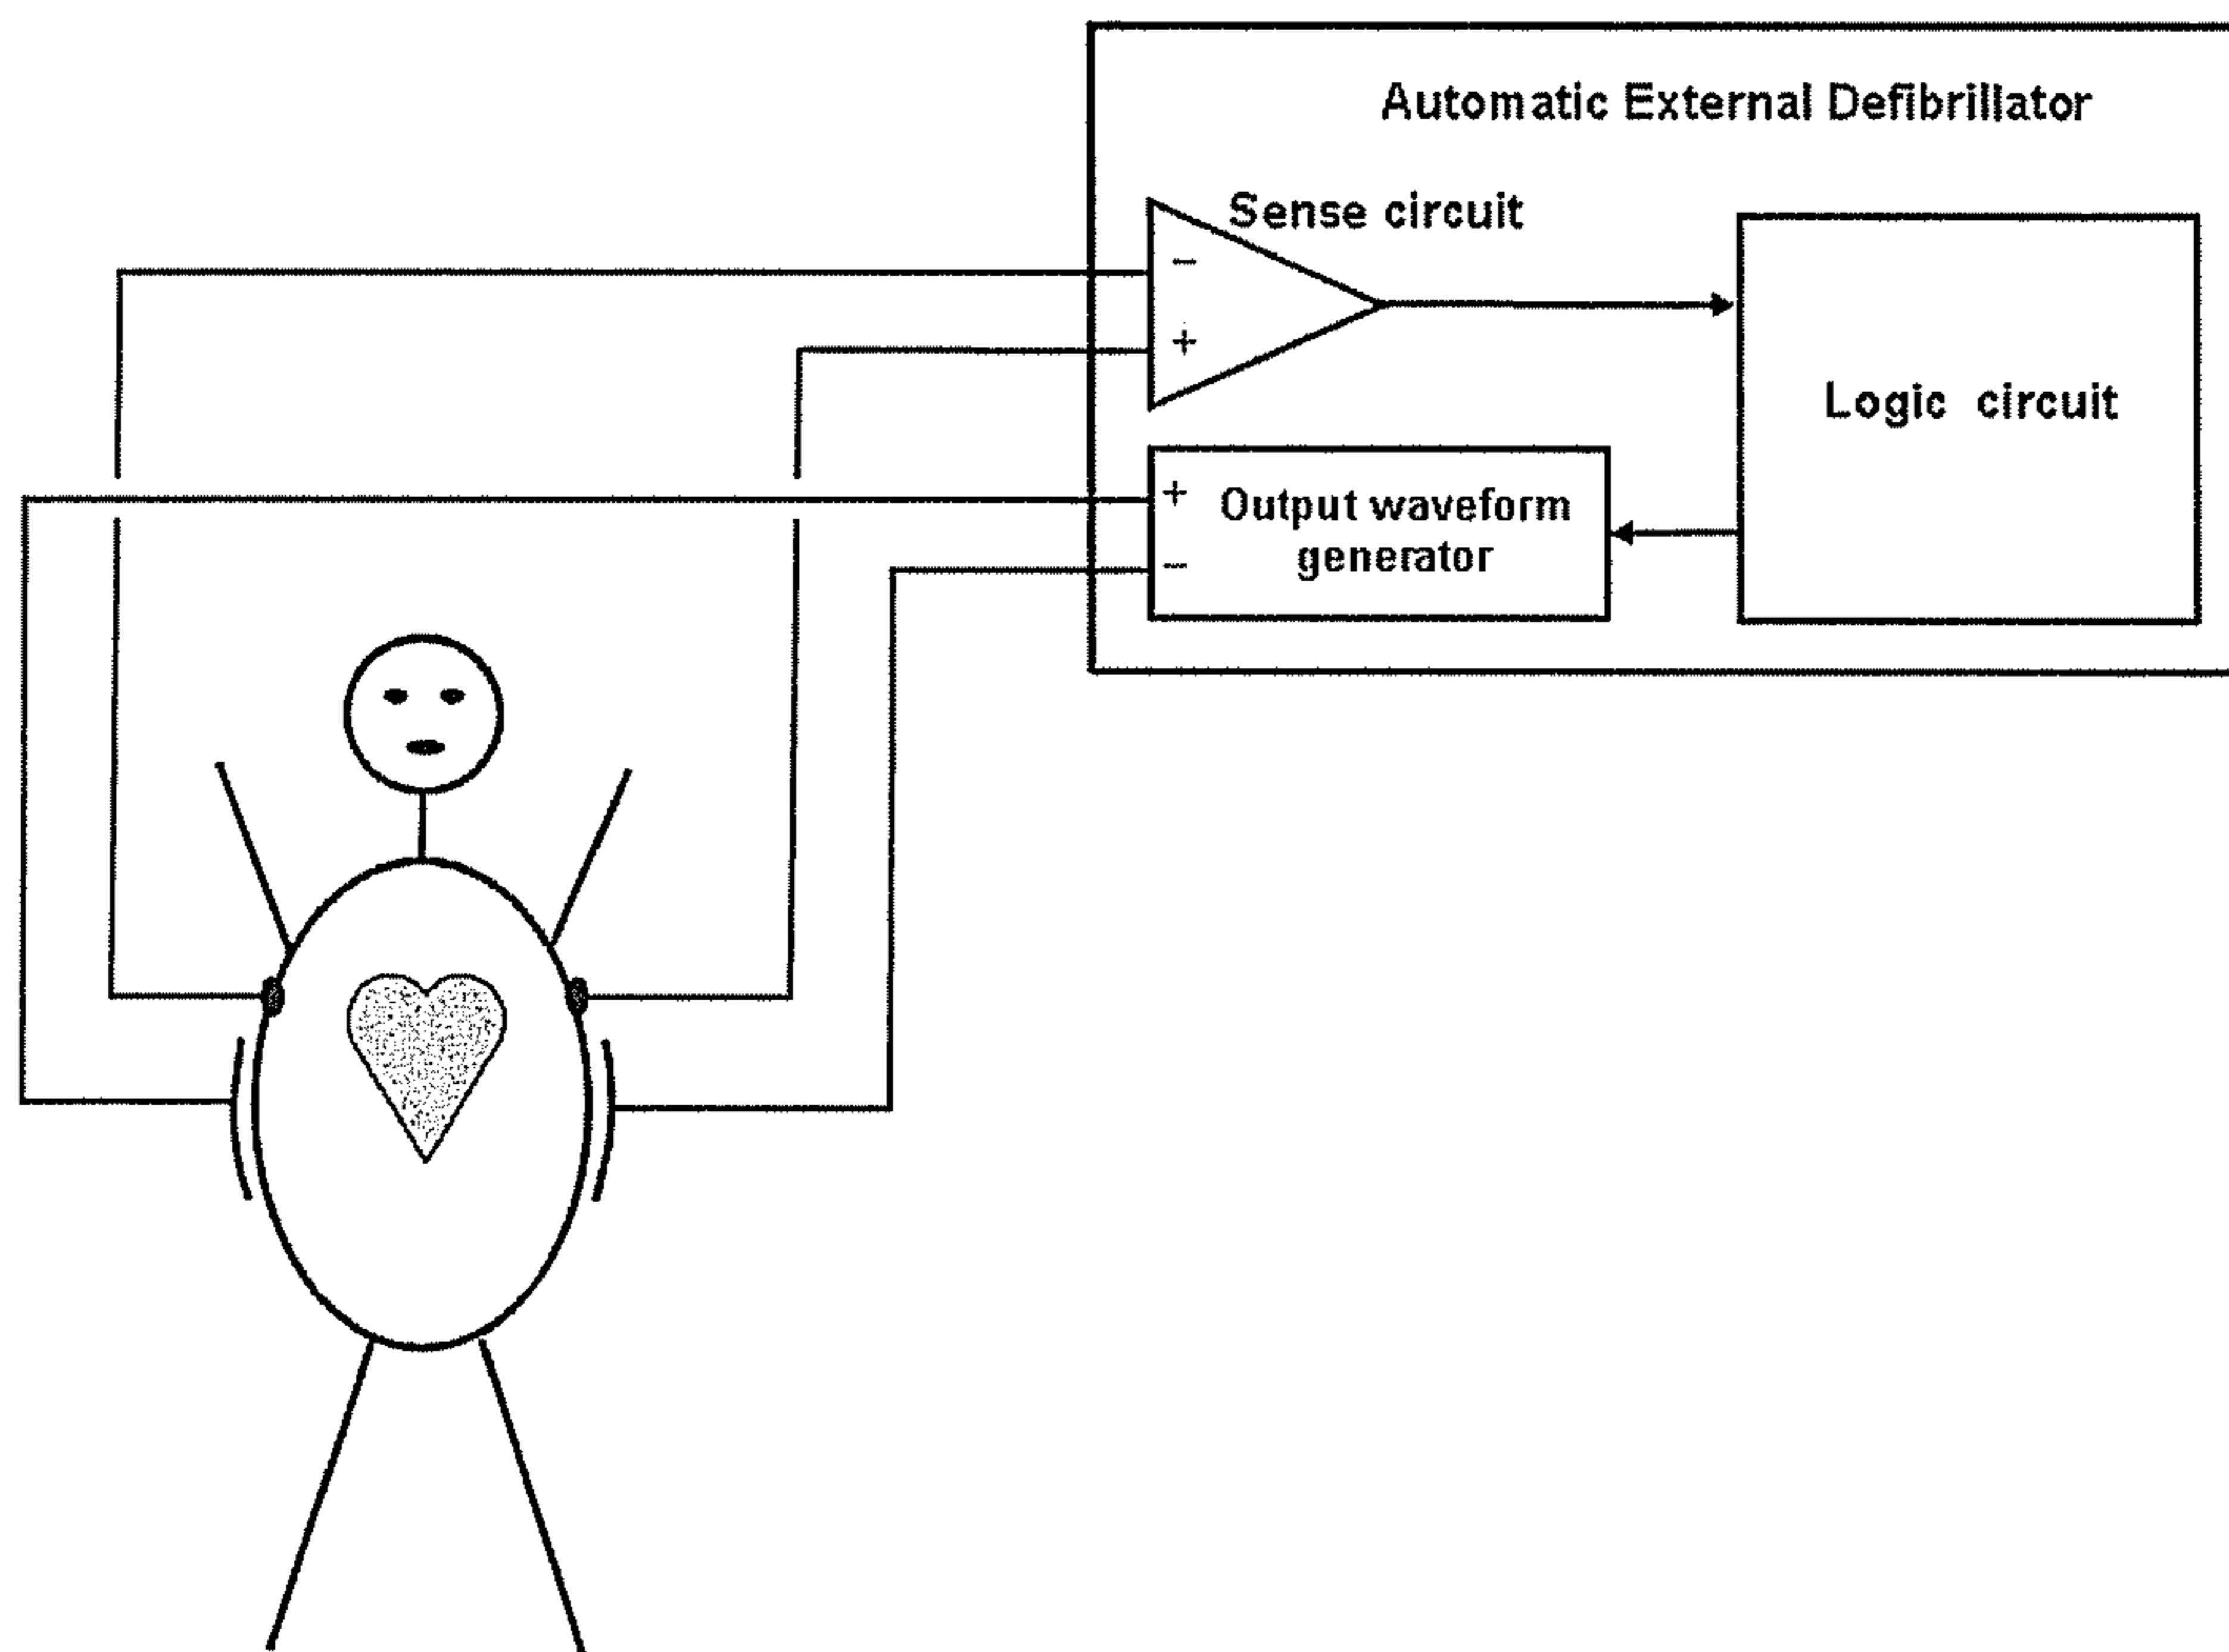 Automatic External Defibrillator
Sense circuit
−
+
Logic circuit
+
Output waveform
generator
−